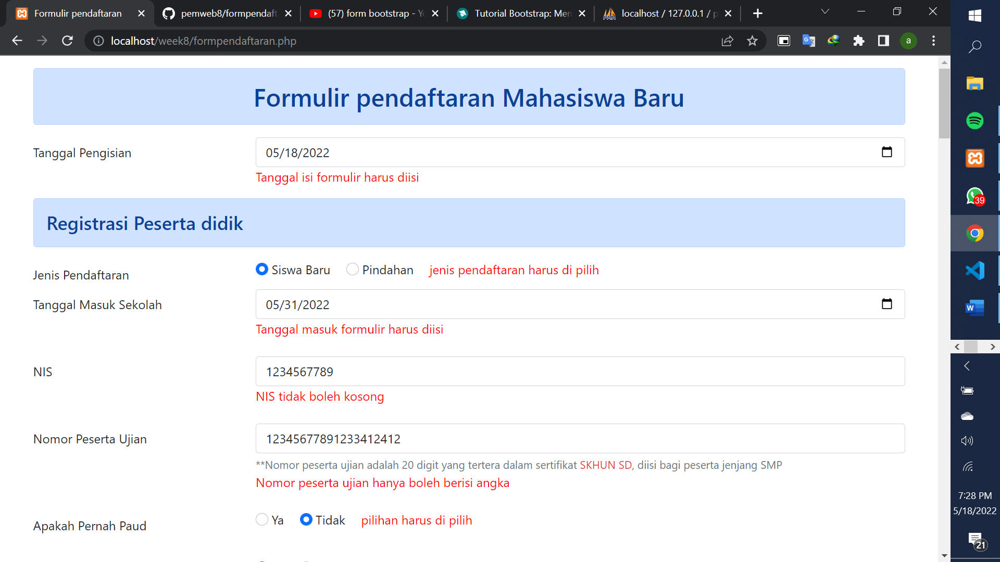 Formulir pendaftaran
pemweb8/formpendaft
(57) form bootstrap - Yo
Tutorial Bootstrap: Mem
localhost / 127.0.0.1 / p
localhost/week8/formpendaftaran.php
a
Formulir pendaftaran Mahasiswa Baru
Tanggal Pengisian
05/18/2022
Tanggal isi formulir harus diisi
Registrasi Peserta didik
Jenis Pendaftaran
Siswa Baru Pindahan jenis pendaftaran harus di pilih
Tanggal Masuk Sekolah
05/31/2022
Tanggal masuk formulir harus diisi
NIS
1234567789
NIS tidak boleh kosong
Nomor Peserta Ujian
12345677891233412412
**Nomor peserta ujian adalah 20 digit yang tertera dalam sertifikat SKHUN SD, diisi bagi peserta jenjang SMP
Nomor peserta ujian hanya boleh berisi angka
Apakah Pernah Paud
Ya Tidak pilihan harus di pilih
39
7:28 PM
5/18/2022
21